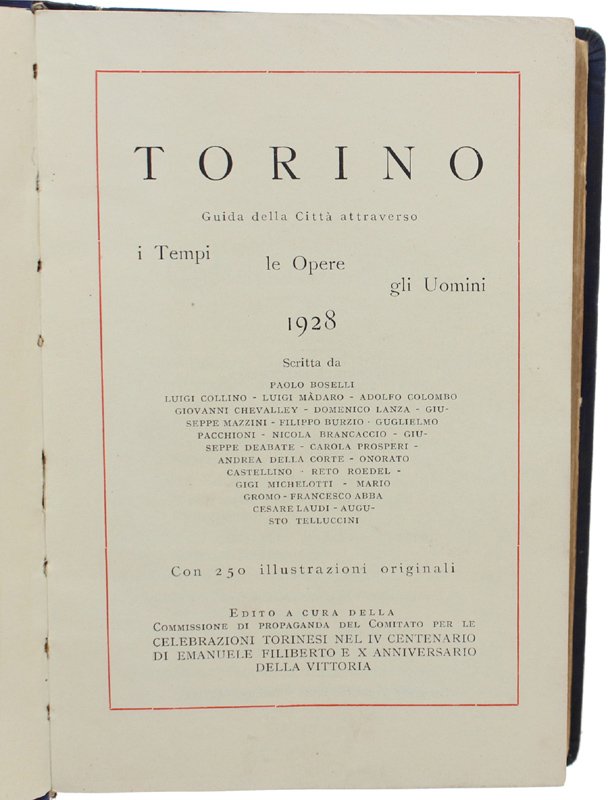 TORINO
Guida della Città attraverso
i Tempi
le Opere
gli Uomini
1928
Scritta da
PAOLO BOSELLI
LUIGI COLLINO - LUIGI MÀDARO - ADOLFO COLOMBO
GIOVANNI CHEVALLEY - DOMENICO LANZA - GIU-
SEPPE MAZZINI - FILIPPO BURZIO - GUGLIELMO
PACCHIONI - NICOLA BRANCACCIO - GIU-
SEPPE DEABATE - CAROLA PROSPERI -
ANDREA DELLA CORTE - ONORATO
CASTELLINO - RETO ROEDEL -
GIGI MICHELOTTI - MARIO
GROMO - FRANCESCO ABBA
CESARE LAUDI - AUGU-
STO TELLUCCINI
Con 250 illustrazioni originali
EDITO A CURA DELLA
COMMISSIONE DI PROPAGANDA DEL COMITATO PER LE
CELEBRAZIONI TORINESI NEL IV CENTENARIO
DI EMANUELE FILIBERTO E X ANNIVERSARIO
DELLA VITTORIA